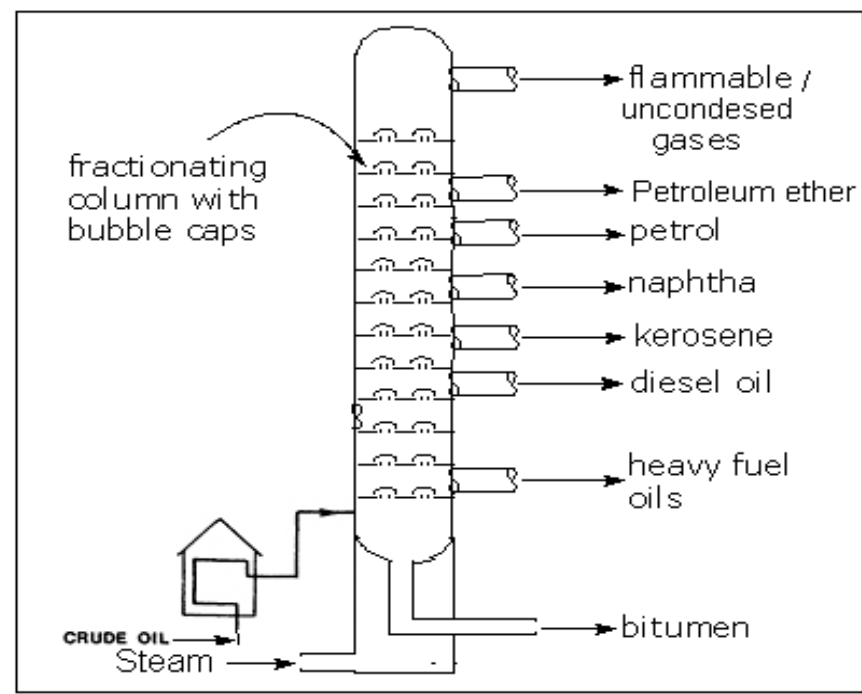 flammable /
uncondesed
gases
fractionating
column with
bubble caps
Petroleum ether
petrol
naphtha
kerosene
diesel oil
heavy fuel
oils
CRUDE OIL
Steam
bitumen